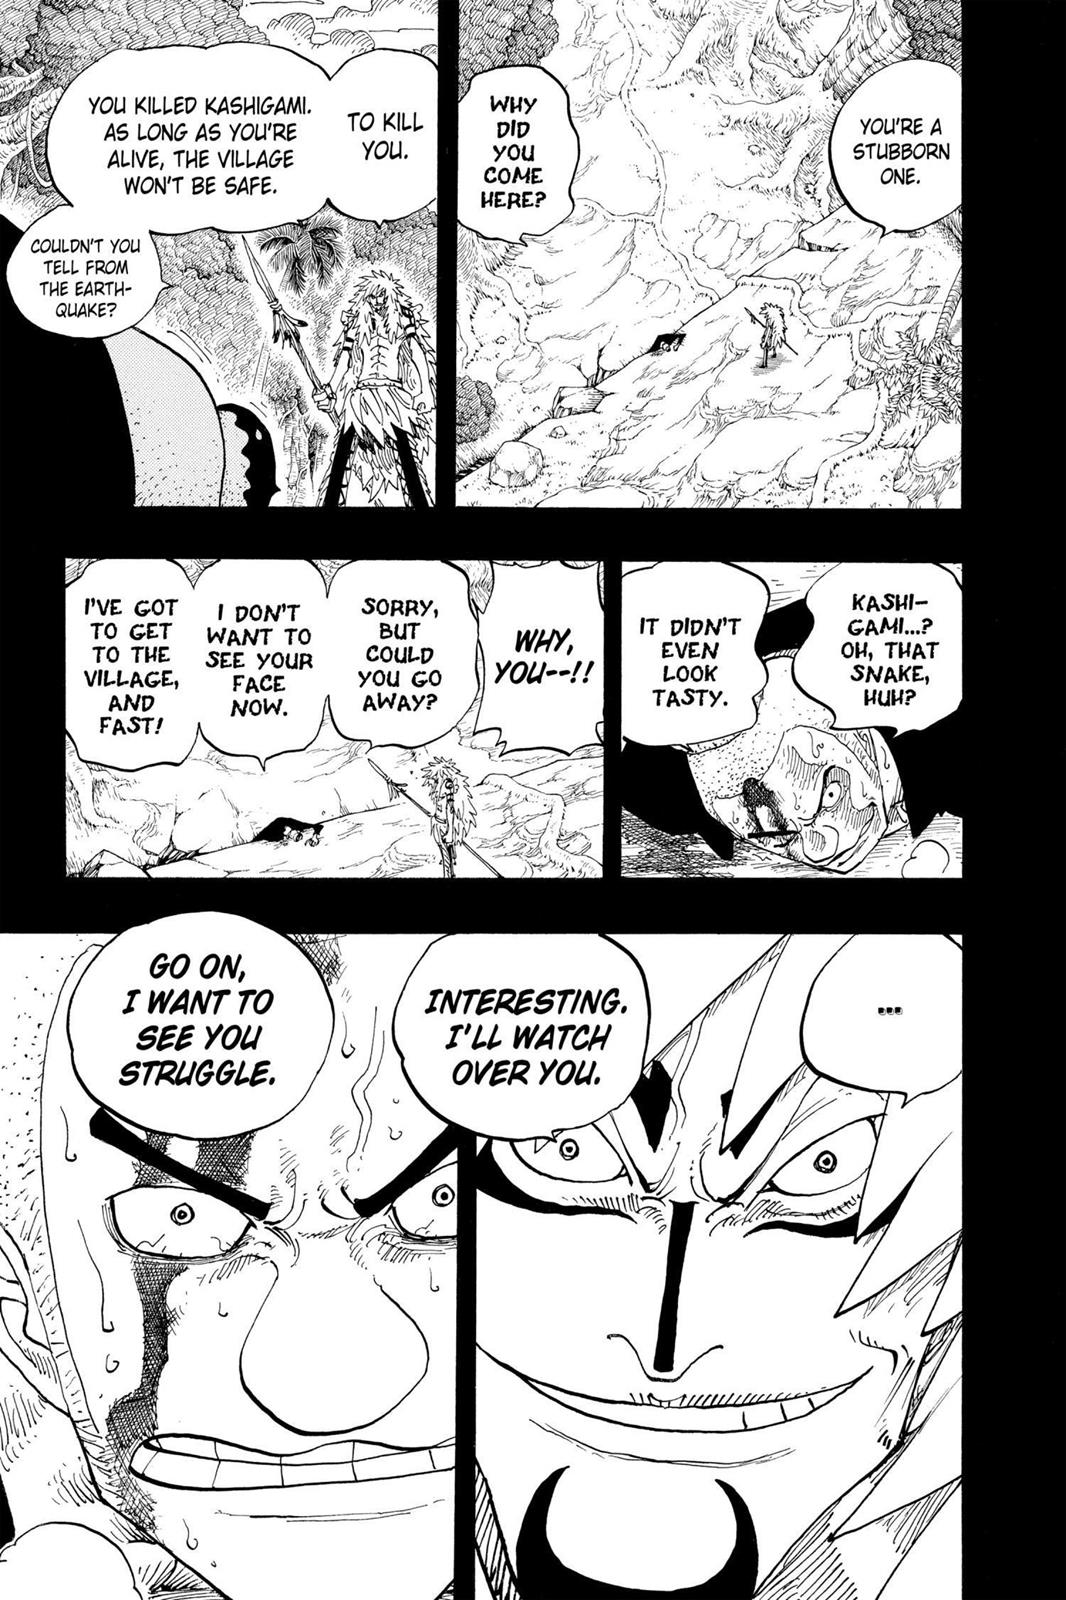 YOU'RE A
STUBBORN
ONE.
WHY
DID
YOU
COME
HERE?
TO KILL
YOU.
YOU KILLED KASHIGAMI.
AS LONG AS YOU'RE
ALIVE, THE VILLAGE
WON'T BE SAFE.
COULDN'T YOU
TELL FROM
THE EARTH-
QUAKE?
KASHI-
GAMI...?
OH, THAT
SNAKE,
HUH?
IT DIDN'T
EVEN
LOOK
TASTY.
WHY,
YOU--!!
SORRY,
BUT
COULD
YOU GO
AWAY?
I DON'T
WANT TO
SEE YOUR
FACE
NOW.
I'VE GOT
TO GET
TO THE
VILLAGE,
AND
FAST!
...
INTERESTING.
I'LL WATCH
OVER YOU.
GO ON,
I WANT TO
SEE YOU
STRUGGLE.